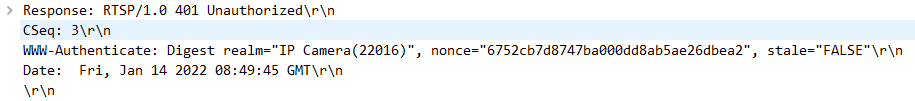 Response: RTSP/1.0 401 Unauthorized\r\n
CSeq: 3\r\n
WWW-Authenticate: Digest realm="IP Camera(22016)", nonce="6752cb7d8747ba000dd8ab5ae26dbea2", stale="FALSE"\r\n
Date:  Fri, Jan 14 2022 08:49:45 GMT\r\n
\r\n